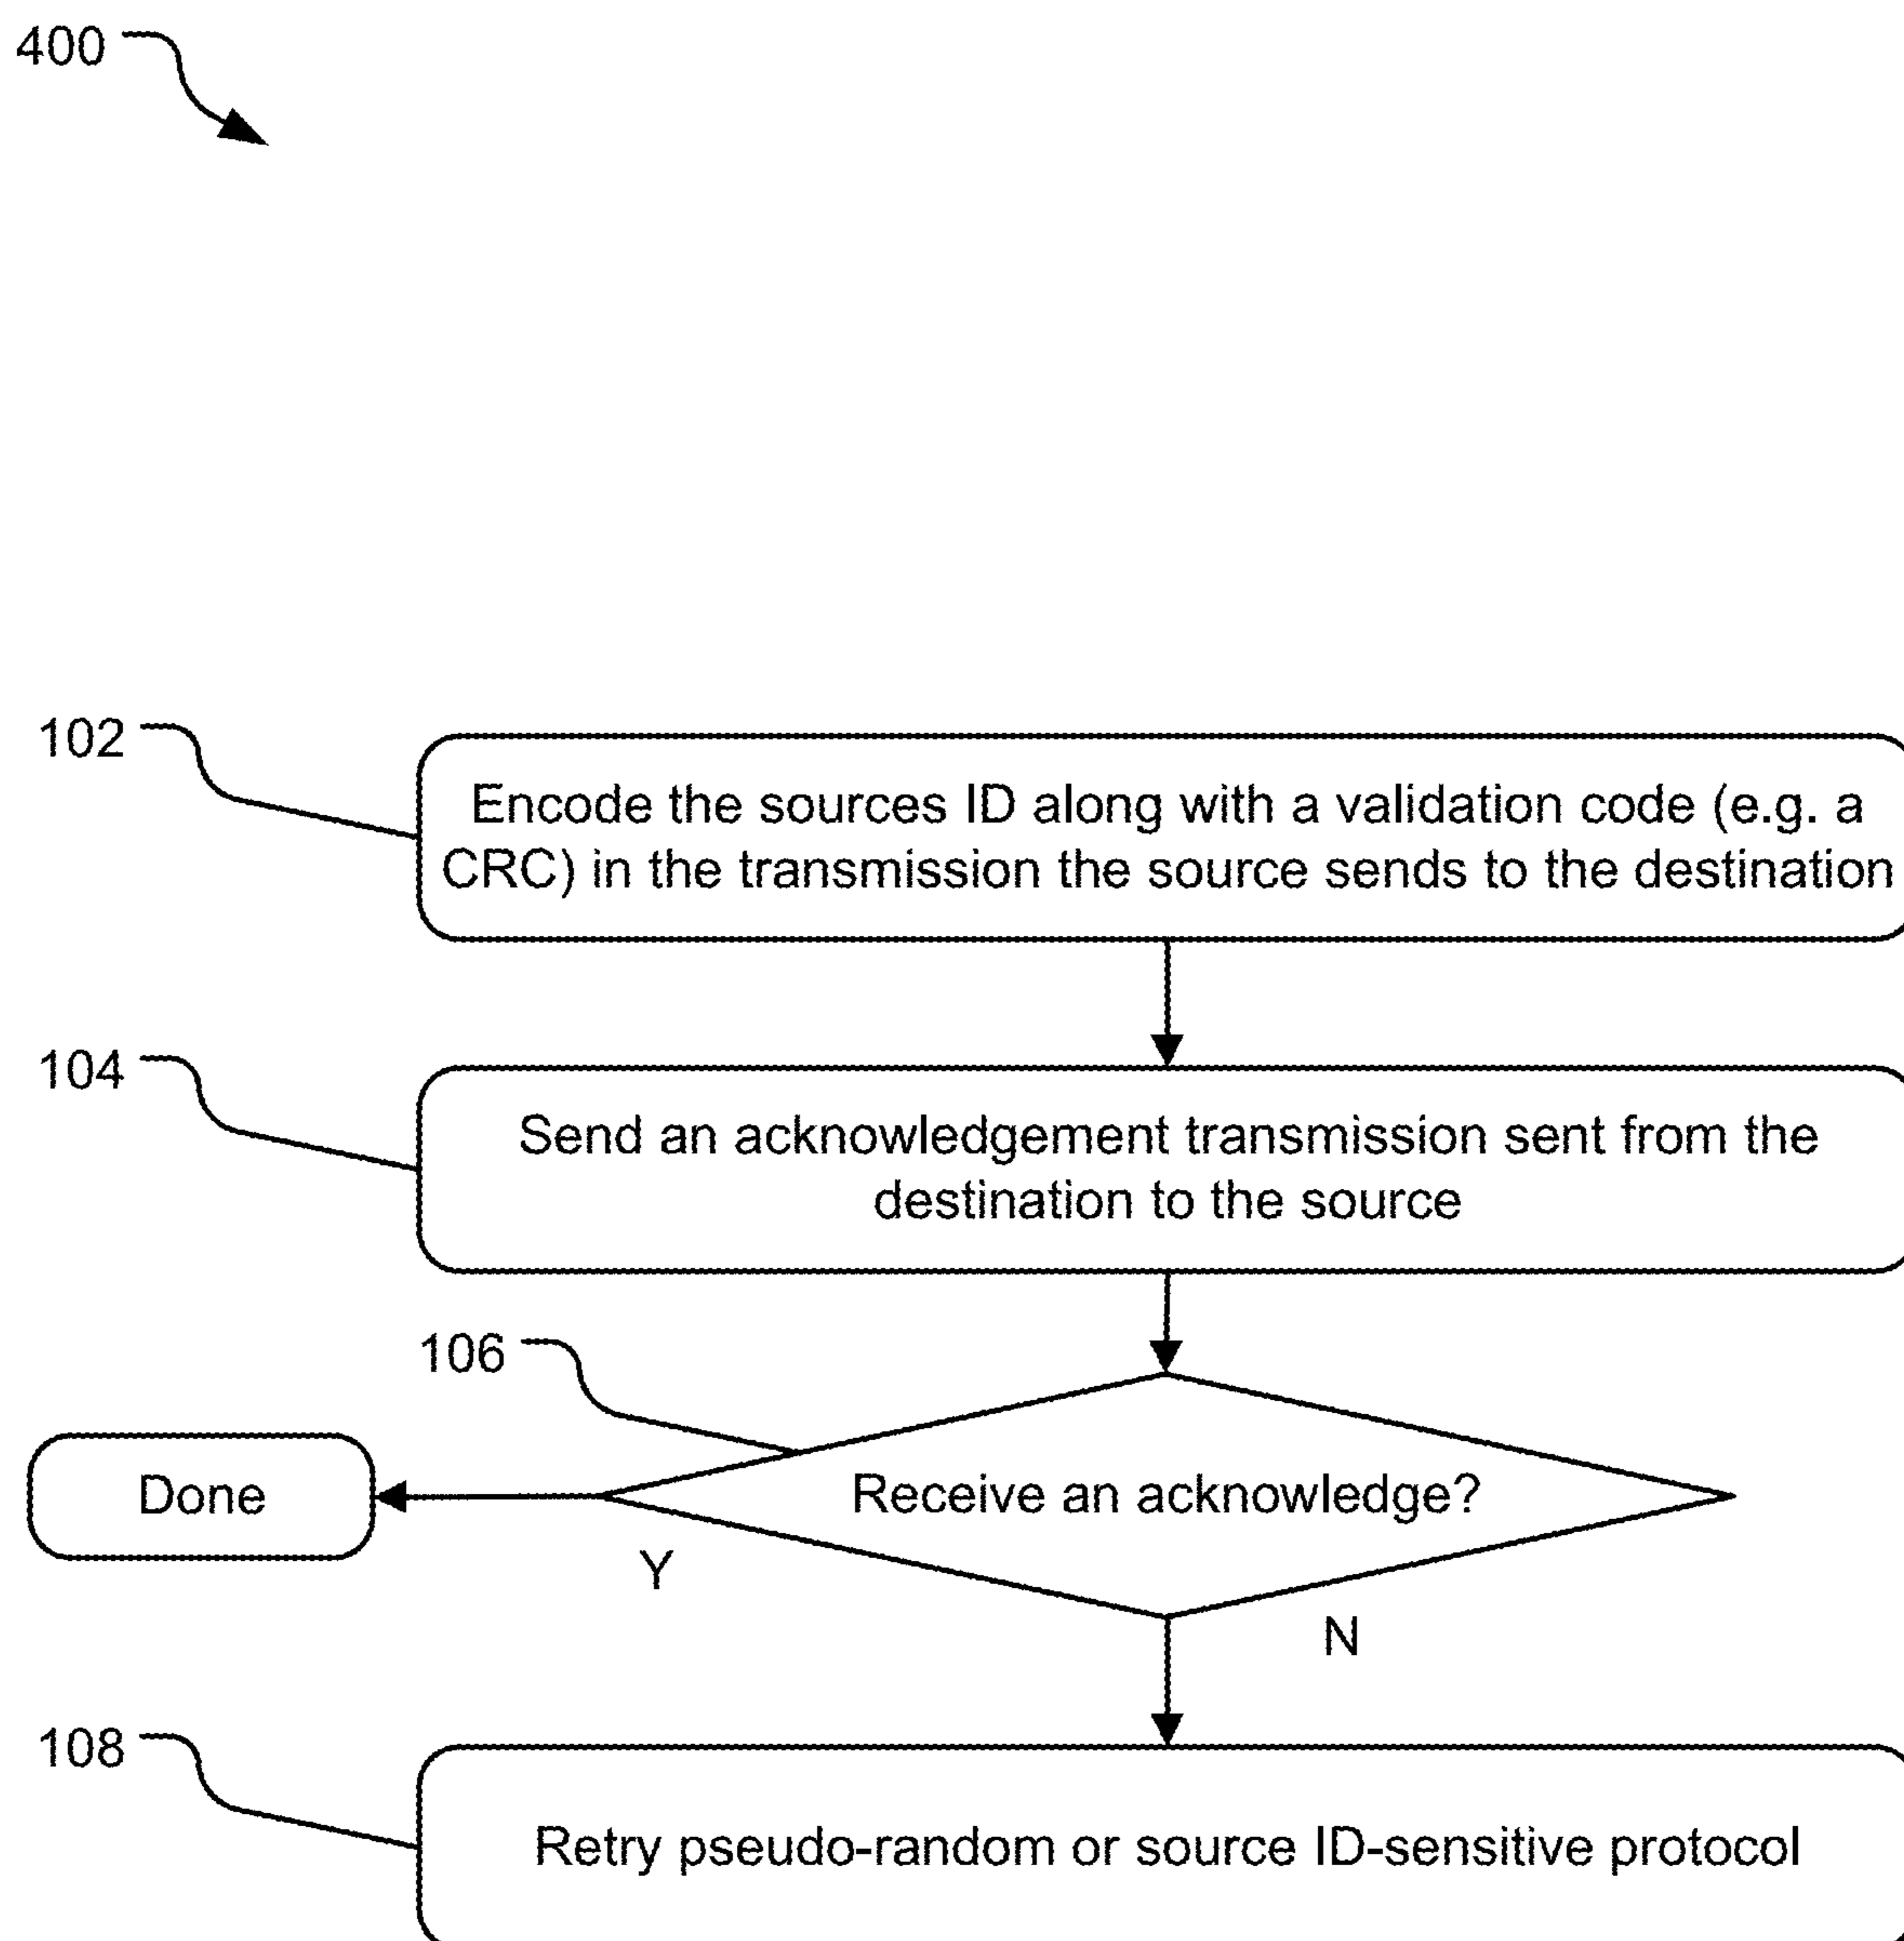 400
102
Encode the sources ID along with a validation code (e.g. a
CRC) in the transmission the source sends to the destination
104
Send an acknowledgement transmission sent from the
destination to the source
106
Receive an acknowledge?
Done
Y
N
108
Retry pseudo-random or source ID-sensitive protocol